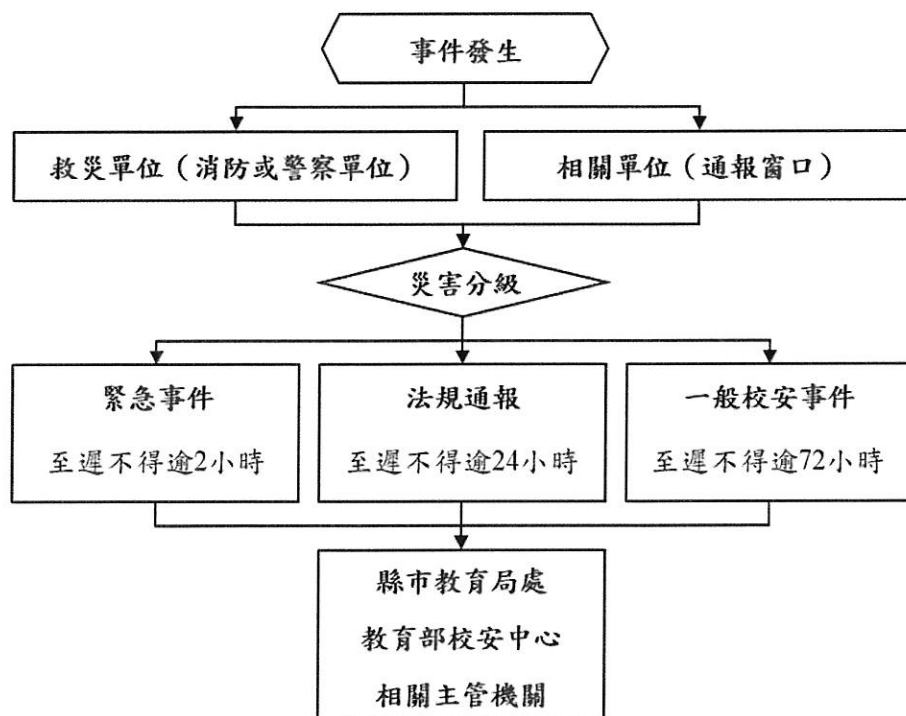 事件發生
救災單位（消防或警察單位）
相關單位（通報窗口）
災害分級
緊急事件
至遲不得逾2小時
法規通報
至遲不得逾24小時
一般校安事件
至遲不得逾72小時
縣市教育局處
教育部校安中心
相關主管機關